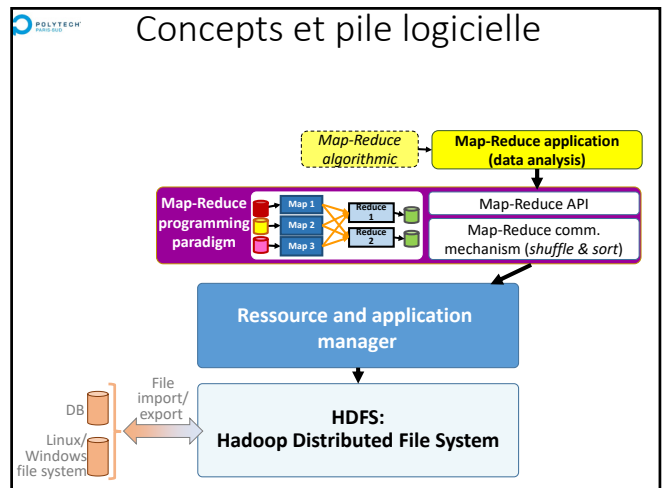 POLYTECH'
PARIS-SUD
Concepts et pile logicielle
Map-Reduce
algorithmic
Map-Reduce application
(data analysis)
Map-Reduce
programming
paradigm
Map 1
Map 2
Map 3
Reduce
1
Reduce
2
Map-Reduce API
Map-Reduce comm.
mechanism (shuffle & sort)
Ressource and application
manager
File
import/
export
DB
Linux/
Windows
file system
HDFS:
Hadoop Distributed File System